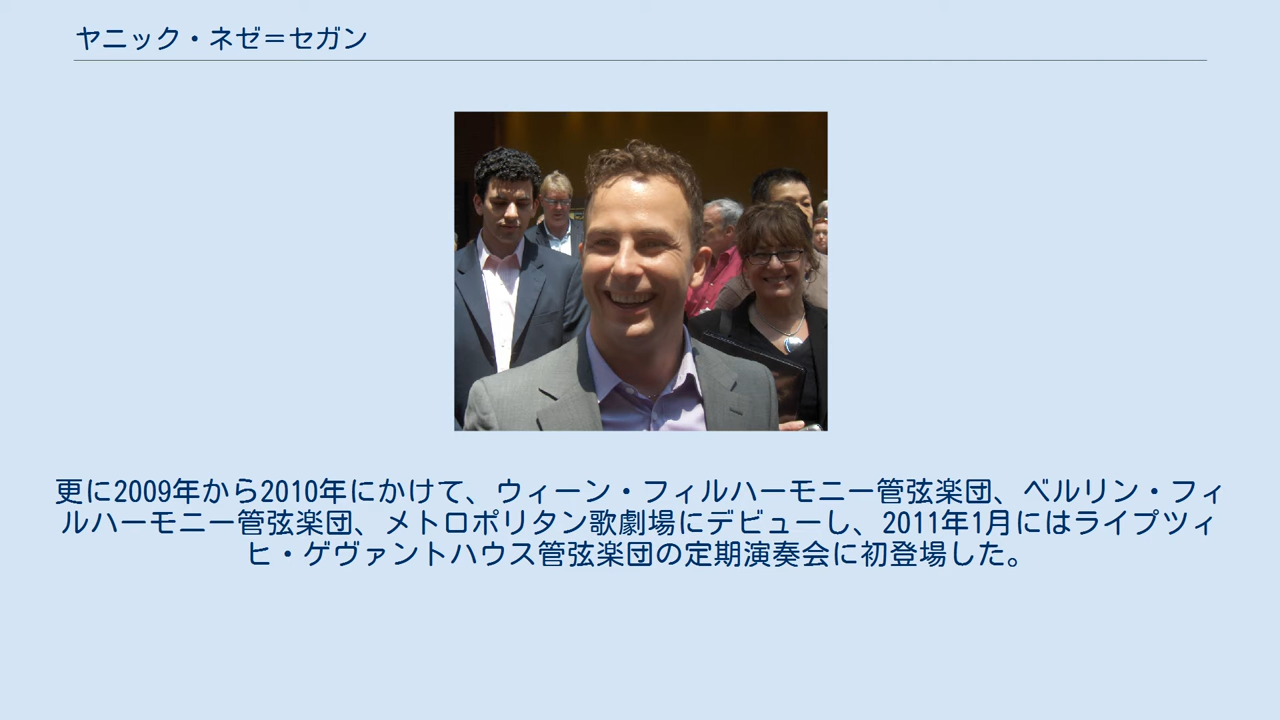 ヤニック・ネゼ＝セガン
更に2009年から2010年にかけて、ウィーン・フィルハーモニー管弦楽団、ベルリン・フィ
ルハーモニー管弦楽団、メトロポリタン歌劇場にデビューし、2011年1月にはライプツィ
ヒ・ゲヴァントハウス管弦楽団の定期演奏会に初登場した。